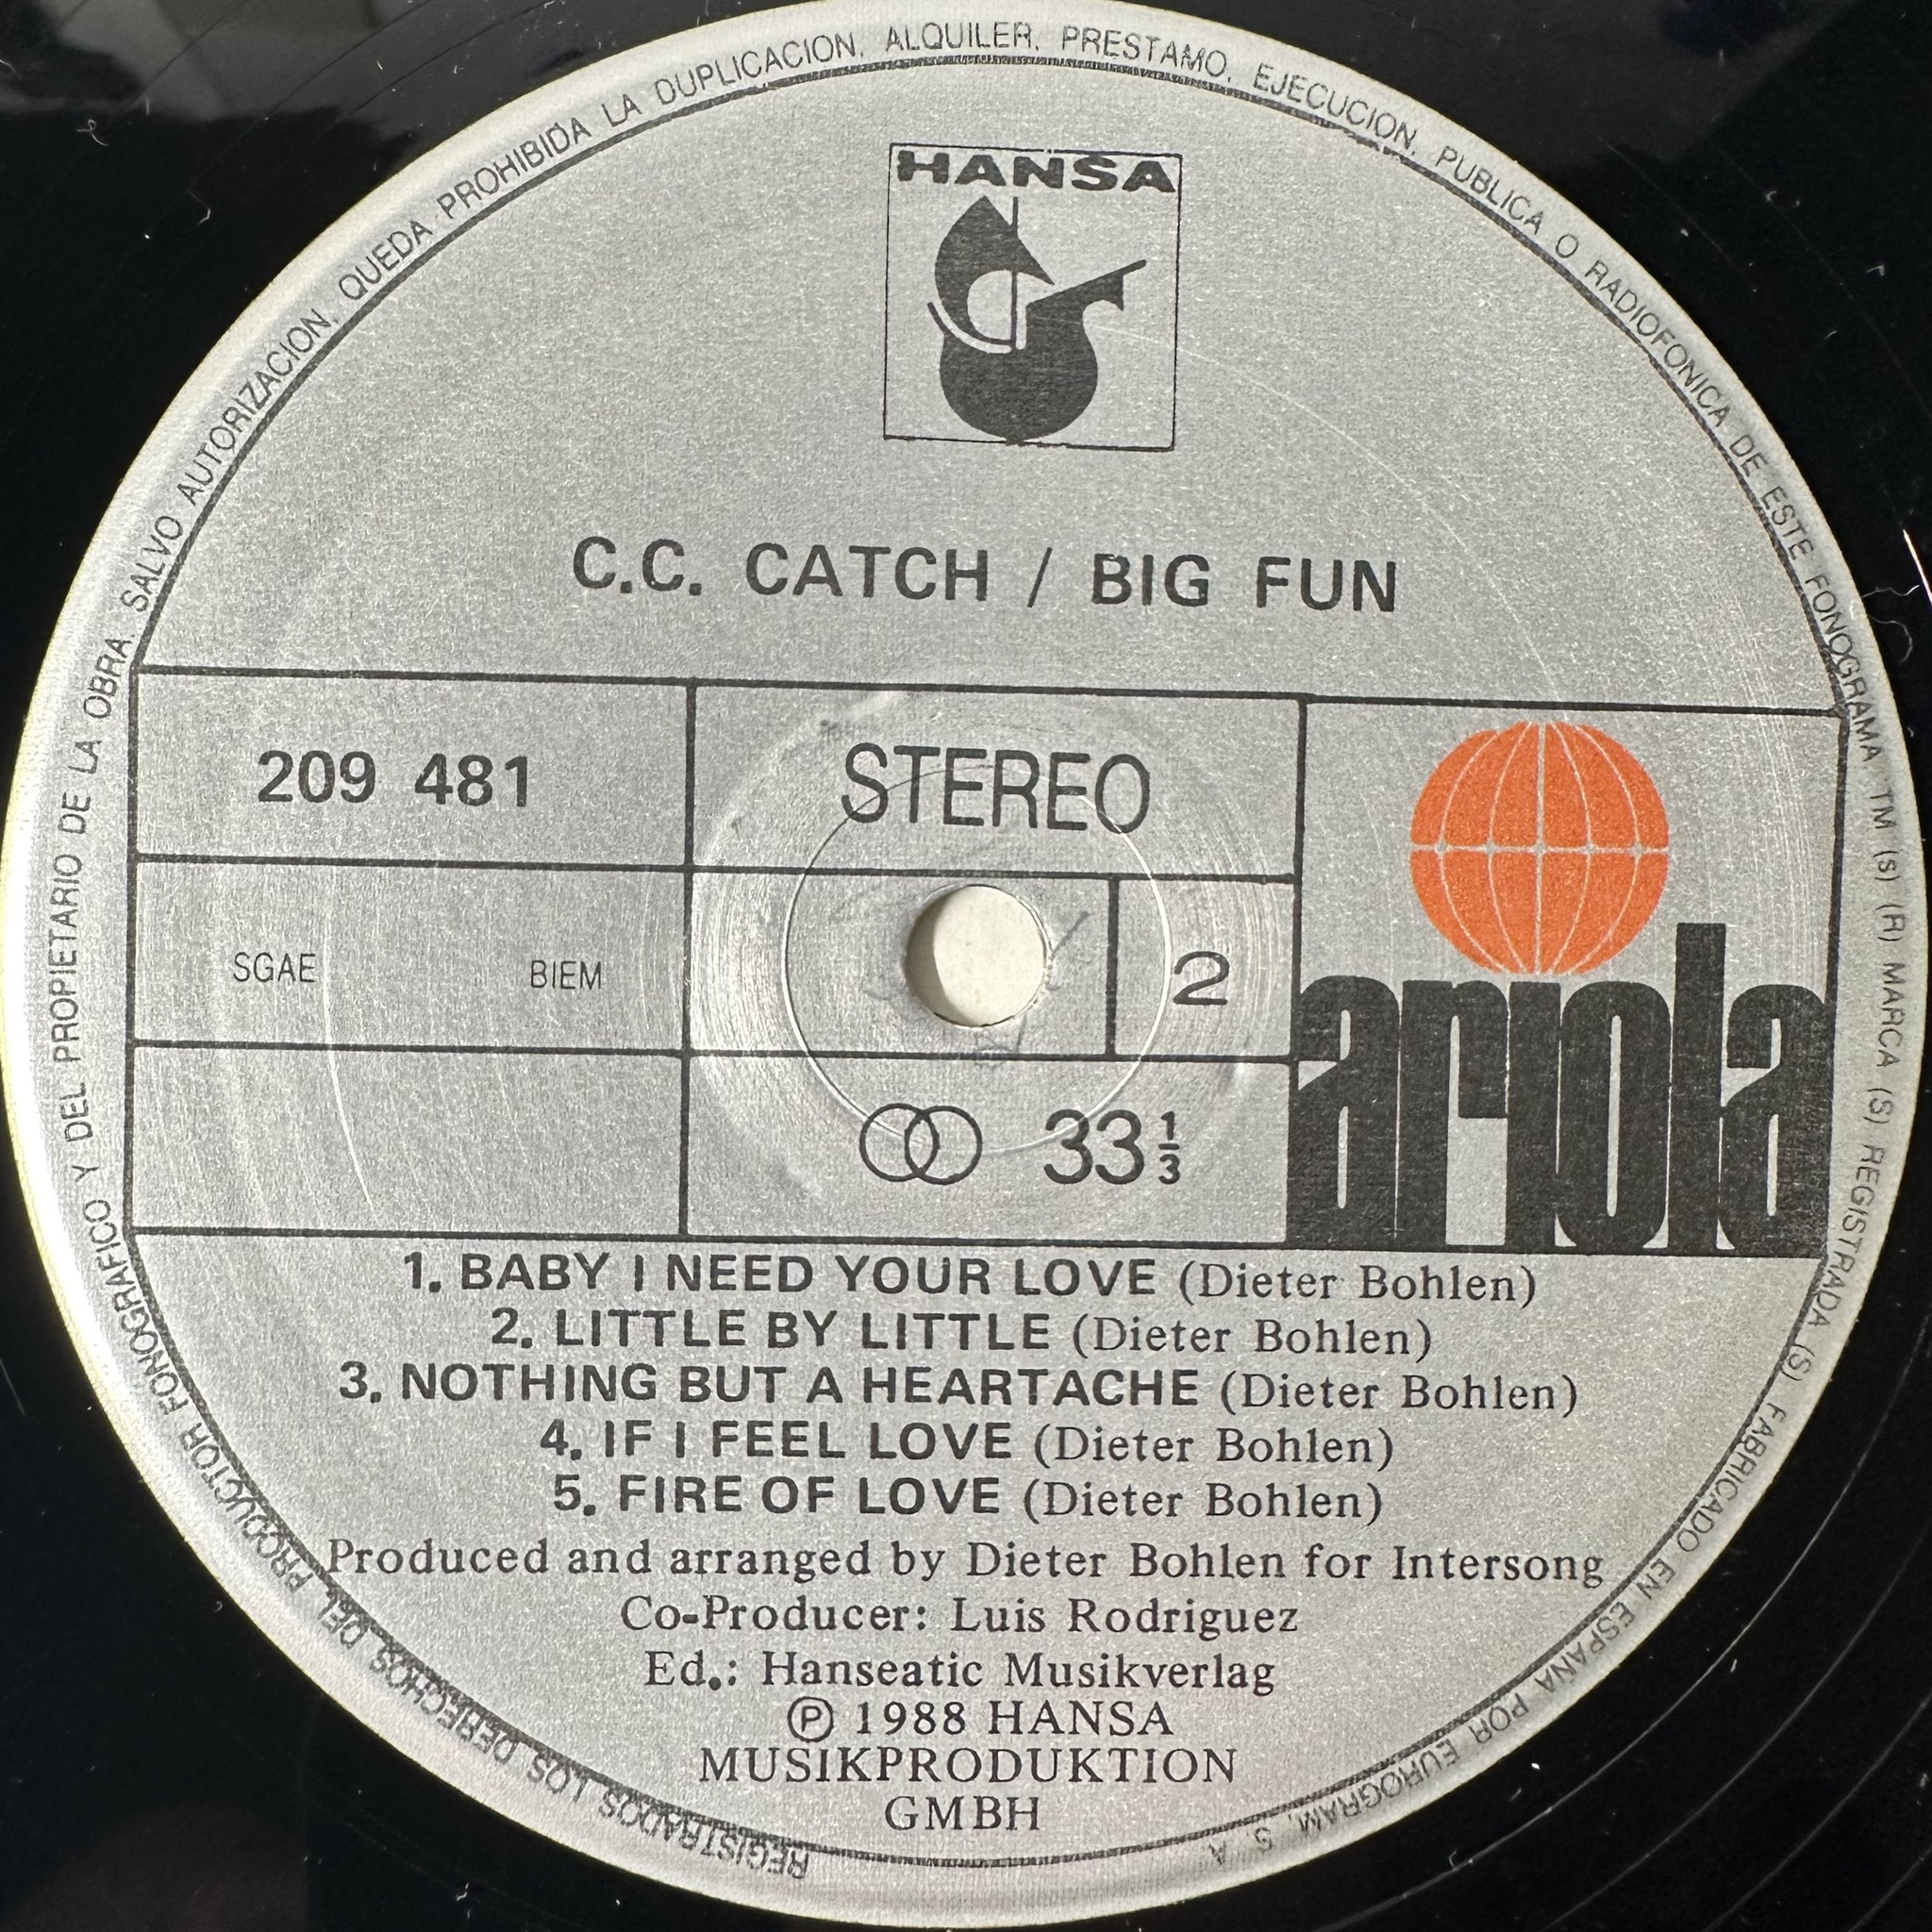 REGISTRADOS LOS DERECHOS DEL PRODUCTOR FONOGRAFICO Y DEL PROPIETARIO DE LA OBRA. SALVO AUTORIZACION, QUEDA PROHIBIDA LA DUPLICACION, ALQUILER, PRESTAMO, EJECUCION, PUBLICA O RADIOFONICA DE ESTE FONOGRAMA TM (s) (R) MARCA (S) REGISTRADA (S) FABRICADO EN ESPAÑA POR EUROGRAM, S. A.
HANSA
C.C. CATCH / BIG FUN
209 481
STEREO
SGAE BIEM
2
33 1/3
ariola
1. BABY I NEED YOUR LOVE (Dieter Bohlen)
2. LITTLE BY LITTLE (Dieter Bohlen)
3. NOTHING BUT A HEARTACHE (Dieter Bohlen)
4. IF I FEEL LOVE (Dieter Bohlen)
5. FIRE OF LOVE (Dieter Bohlen)
Produced and arranged by Dieter Bohlen for Intersong
Co-Producer: Luis Rodriguez
Ed.: Hanseatic Musikverlag
Ⓟ 1988 HANSA
MUSIKPRODUKTION
GMBH